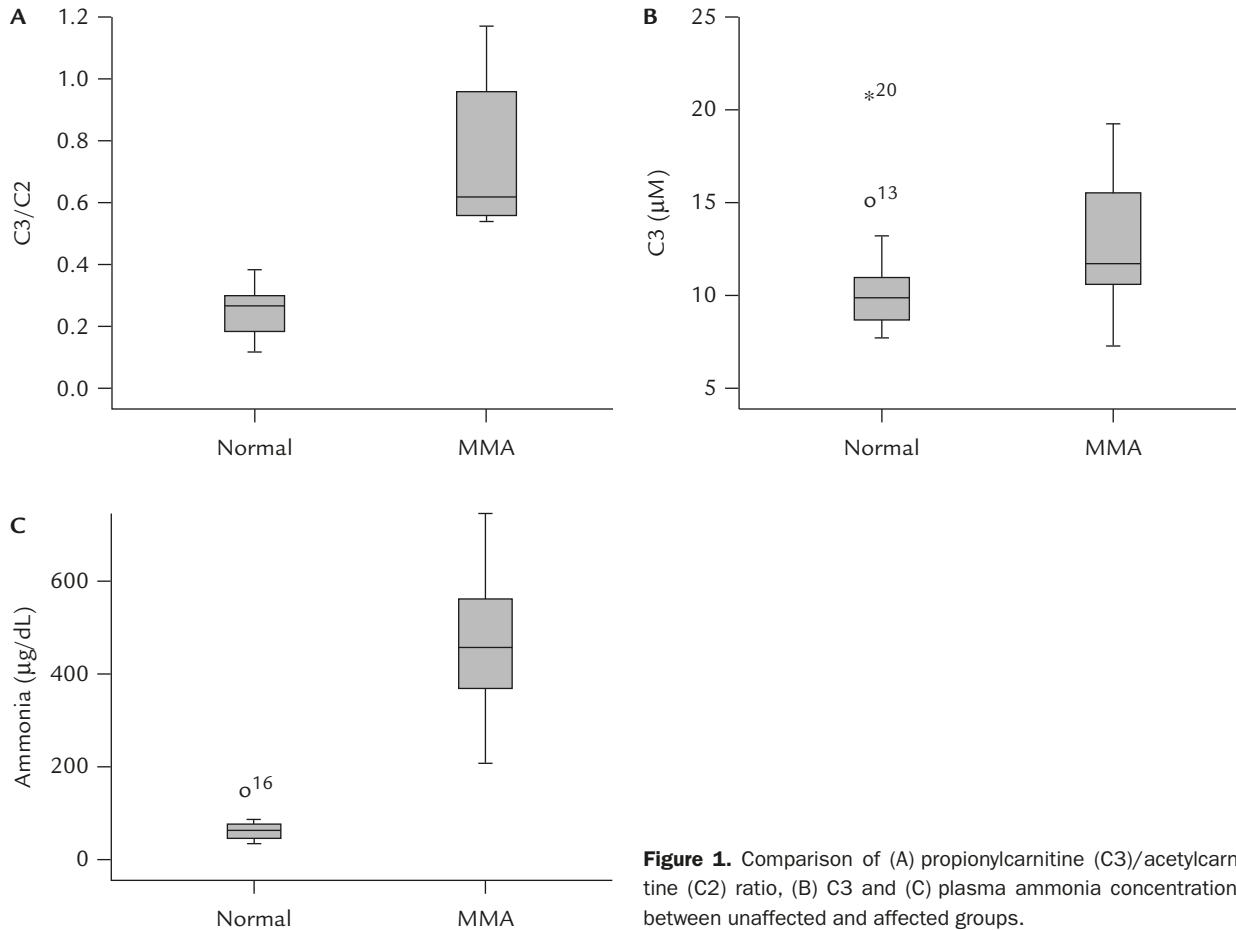 A
1.2
1.0
0.8
0.6
0.4
0.2
0.0
C3/C2
Normal MMA
B
25
20
15
10
5
C3 (μM)
*20
o13
Normal MMA
C
600
400
200
0
Ammonia (μg/dL)
o16
Normal MMA
Figure 1. Comparison of (A) propionylcarnitine (C3)/acetylcarn
tine (C2) ratio, (B) C3 and (C) plasma ammonia concentration
between unaffected and affected groups.